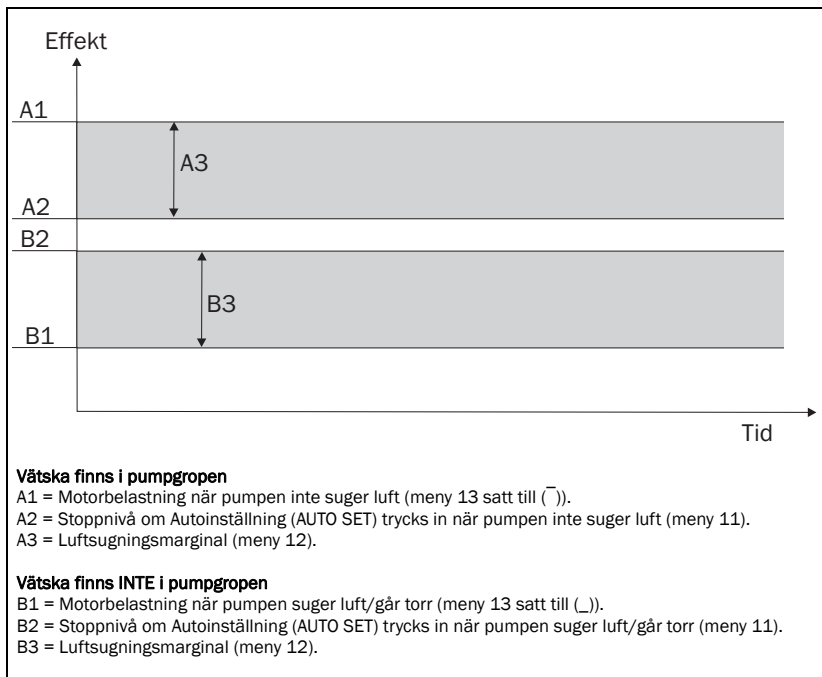 Effekt
A1
A3
A2
B2
B3
B1
Tid
Vätska finns i pumpgropen
A1 = Motorbelastning när pumpen inte suger luft (meny 13 satt till (¯)).
A2 = Stoppnivå om Autoinställning (AUTO SET) trycks in när pumpen inte suger luft (meny 11).
A3 = Luftsugningsmarginal (meny 12).
Vätska finns INTE i pumpgropen
B1 = Motorbelastning när pumpen suger luft/går torr (meny 13 satt till (_)).
B2 = Stoppnivå om Autoinställning (AUTO SET) trycks in när pumpen suger luft/går torr (meny 11).
B3 = Luftsugningsmarginal (meny 12).